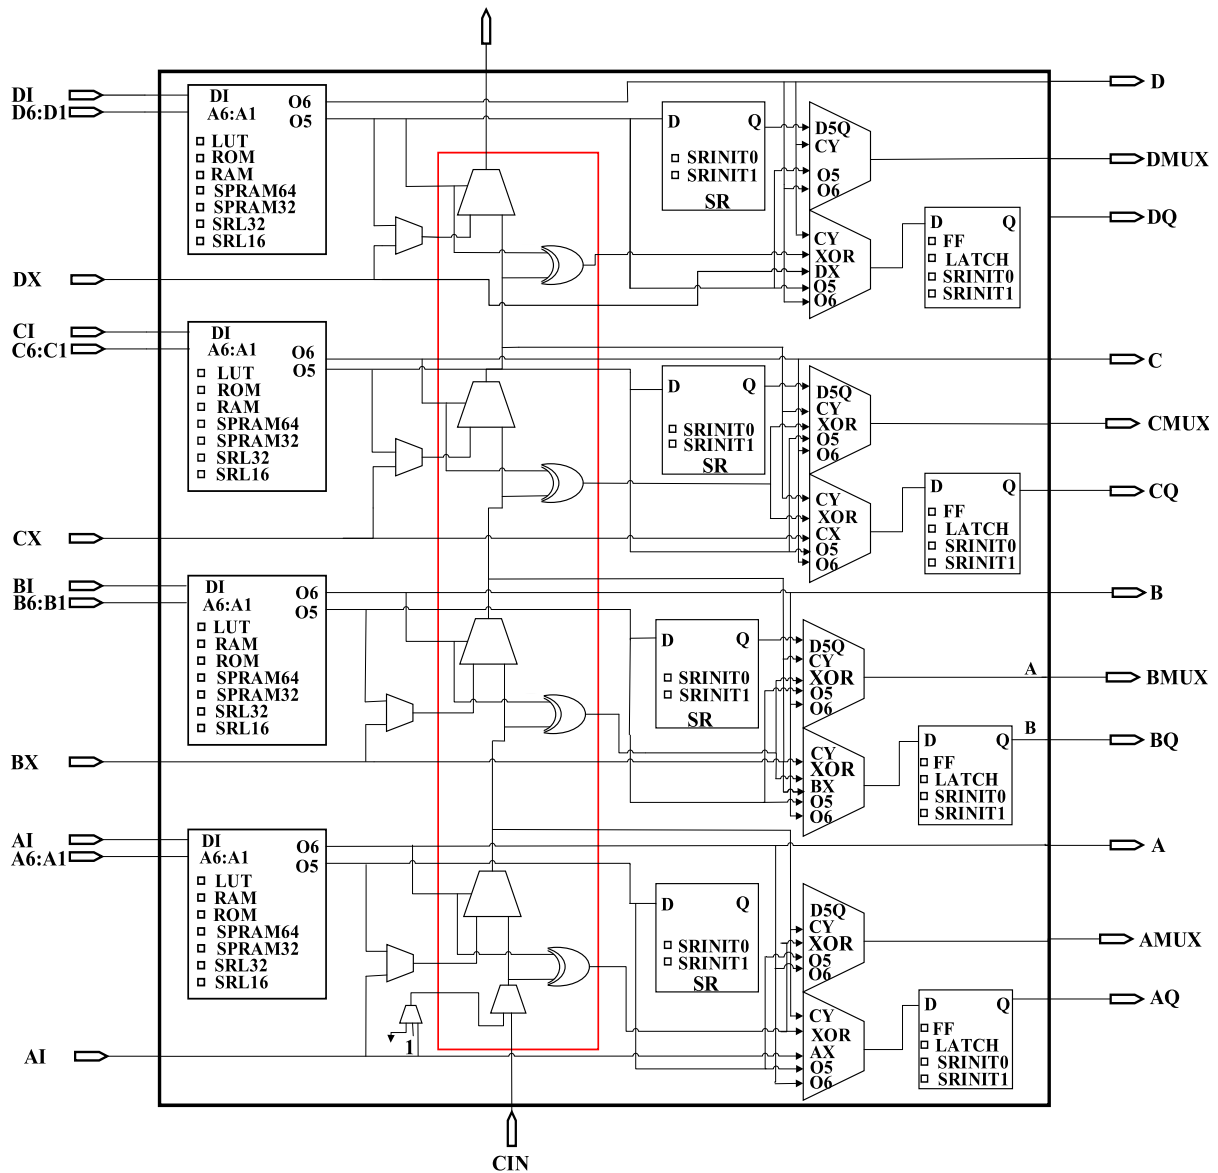 DI
D6:D1
DI
A6:A1
O6
O5
LUT
ROM
RAM
SPRAM64
SPRAM32
SRL32
SRL16
D
Q
SRINIT0
SRINIT1
SR
D5Q
CY
O5
O6
D
DMUX
DQ
CY
XOR
DX
O5
O6
D
Q
FF
LATCH
SRINIT0
SRINIT1
DX
CI
C6:C1
DI
A6:A1
O6
O5
LUT
ROM
RAM
SPRAM64
SPRAM32
SRL32
SRL16
D
Q
SRINIT0
SRINIT1
SR
D5Q
CY
XOR
O5
O6
C
CMUX
CQ
CY
XOR
CX
O5
O6
D
Q
FF
LATCH
SRINIT0
SRINIT1
CX
BI
B6:B1
DI
A6:A1
O6
O5
LUT
RAM
ROM
SPRAM64
SPRAM32
SRL32
SRL16
D
Q
SRINIT0
SRINIT1
SR
D5Q
CY
XOR
O5
O6
B
A
BMUX
B
BQ
CY
XOR
BX
O5
O6
D
Q
FF
LATCH
SRINIT0
SRINIT1
BX
AI
A6:A1
DI
A6:A1
O6
O5
LUT
RAM
ROM
SPRAM64
SPRAM32
SRL32
SRL16
D
Q
SRINIT0
SRINIT1
SR
D5Q
CY
XOR
O5
O6
A
AMUX
AQ
CY
XOR
AX
O5
O6
D
Q
FF
LATCH
SRINIT0
SRINIT1
1
AI
CIN